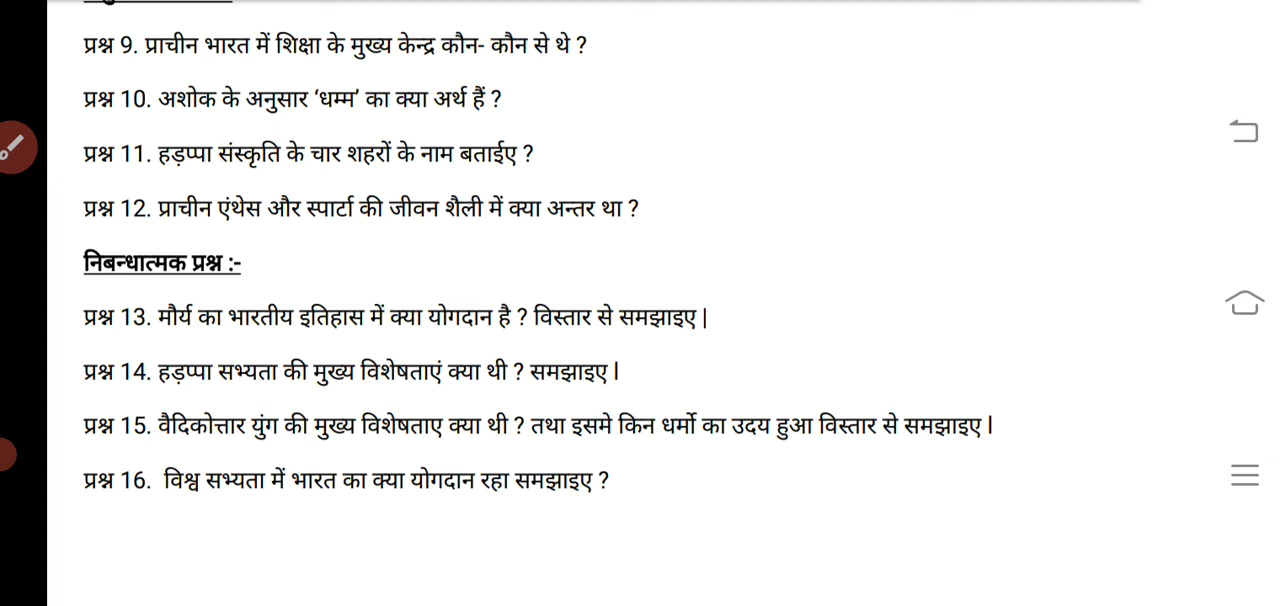 प्रश्न 9. प्राचीन भारत में शिक्षा के मुख्य केन्द्र कौन- कौन से थे ?
प्रश्न 10. अशोक के अनुसार ‘धम्म’ का क्या अर्थ हैं ?
प्रश्न 11. हड़प्पा संस्कृति के चार शहरों के नाम बताईए ?
प्रश्न 12. प्राचीन एंथेस और स्पार्टा की जीवन शैली में क्या अन्तर था ?
निबन्धात्मक प्रश्न :-
प्रश्न 13. मौर्य का भारतीय इतिहास में क्या योगदान है ? विस्तार से समझाइए |
प्रश्न 14. हड़प्पा सभ्यता की मुख्य विशेषताएं क्या थी ? समझाइए |
प्रश्न 15. वैदिकोत्तार युंग की मुख्य विशेषताए क्या थी ? तथा इसमे किन धर्मो का उदय हुआ विस्तार से समझाइए |
प्रश्न 16. विश्व सभ्यता में भारत का क्या योगदान रहा समझाइए ?